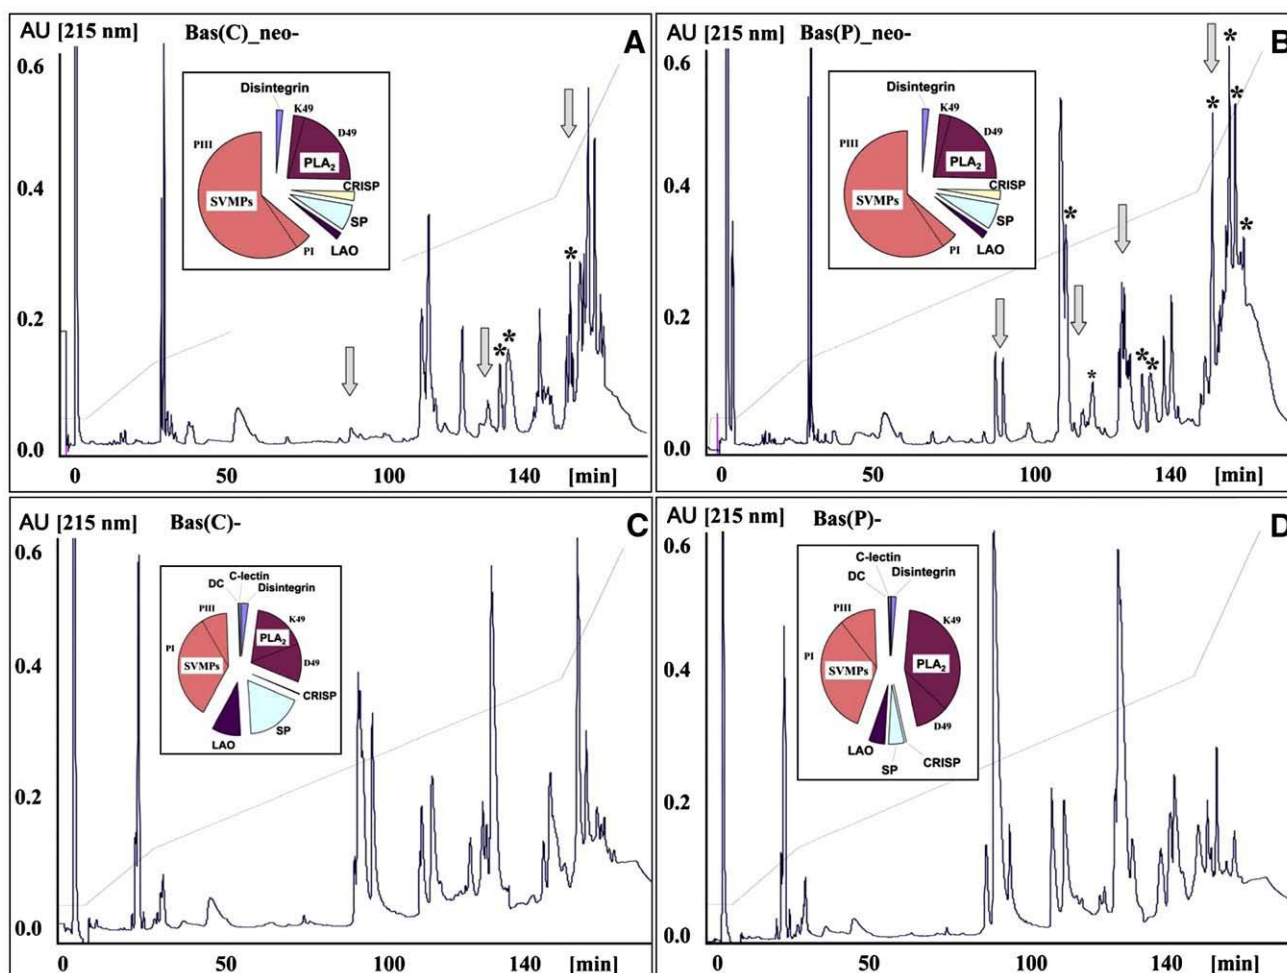 AU [215 nm] Bas(C)_neo- A
0.6
0.4
0.2
0.0
0 50 100 140 [min]
Disintegrin
K49
D49
PLA2
PIII
SVMPs
CRISP
SP
PI
LAO
*
* *
AU [215 nm] Bas(P)_neo- B
0.6
0.4
0.2
0.0
0 50 100 140 [min]
Disintegrin
K49
D49
PLA2
PIII
SVMPs
CRISP
SP
PI
LAO
*
* *
*
*
* * *
AU [215 nm] Bas(C)- C
0.6
0.4
0.2
0.0
0 50 100 140 [min]
C-lectin
DC Disintegrin
PIII
K49
PI
PLA2
SVMPs
D49
CRISP
SP
LAO
AU [215 nm] Bas(P)- D
0.6
0.4
0.2
0.0
0 50 100 140 [min]
C-lectin
DC Disintegrin
PIII
K49
PI
SVMPs
PLA2
D49
LAO
SP
CRISP